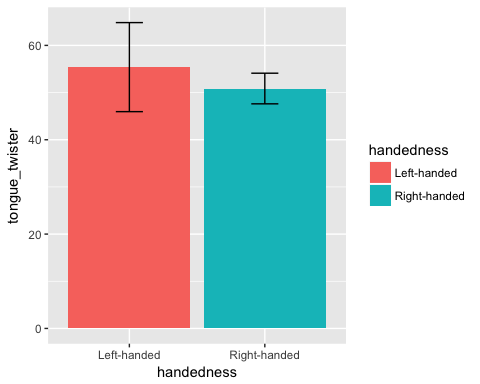 60
40
20
0
tongue_twister
Left-handed
Right-handed
handedness
handedness
Left-handed
Right-handed